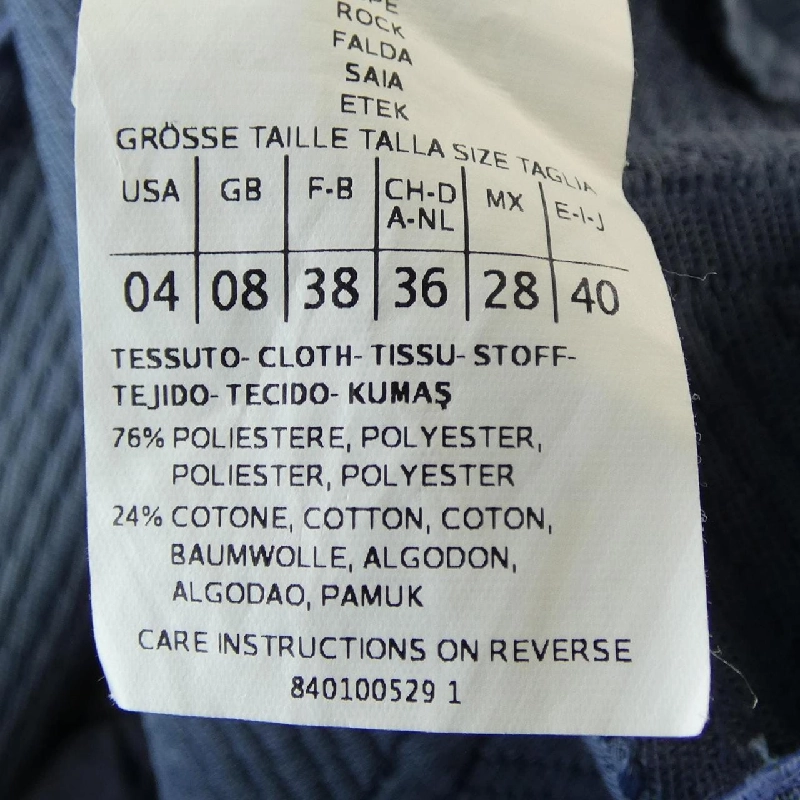 ROCK
FALDA
SAIA
ETEK
GRÖSSE TAILLE TALLA SIZE TAGLIA
USA GB F-B CH-D A-NL MX E-I-J
04 08 38 36 28 40
TESSUTO- CLOTH- TISSU- STOFF-
TEJIDO- TECIDO- KUMAŞ
76% POLIESTERE, POLYESTER,
POLIESTER, POLYESTER
24% COTONE, COTTON, COTON,
BAUMWOLLE, ALGODON,
ALGODAO, PAMUK
CARE INSTRUCTIONS ON REVERSE
840100529 1